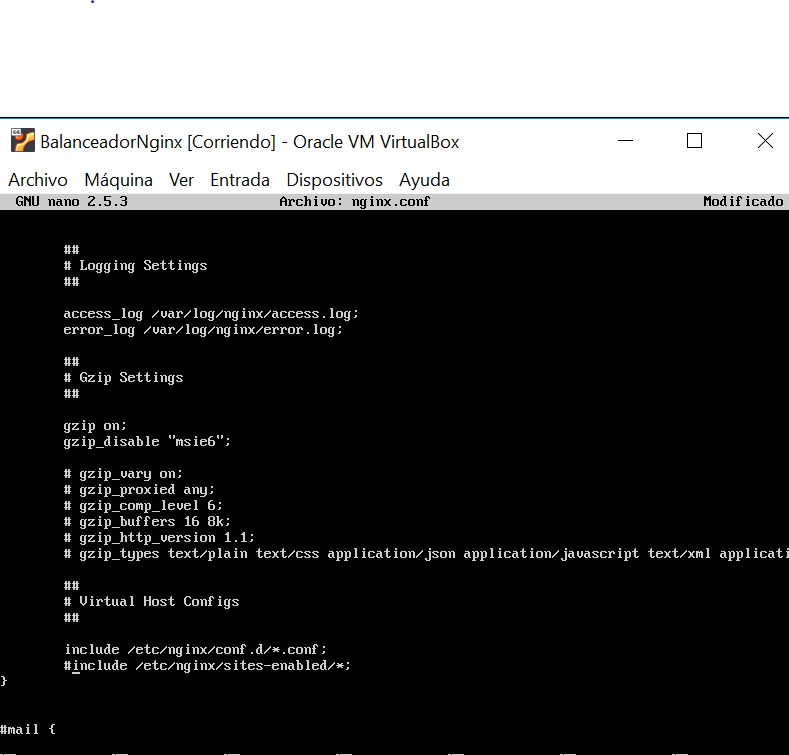 BalanceadorNginx [Corriendo] - Oracle VM VirtualBox
Archivo Máquina Ver Entrada Dispositivos Ayuda
GNU nano 2.5.3 Archivo: nginx.conf Modificado
##
# Logging Settings
##
access_log /var/log/nginx/access.log;
error_log /var/log/nginx/error.log;
##
# Gzip Settings
##
gzip on;
gzip_disable "msie6";
# gzip_vary on;
# gzip_proxied any;
# gzip_comp_level 6;
# gzip_buffers 16 8k;
# gzip_http_version 1.1;
# gzip_types text/plain text/css application/json application/javascript text/xml applicati
##
# Virtual Host Configs
##
include /etc/nginx/conf.d/*.conf;
#include /etc/nginx/sites-enabled/*;
}
#mail {